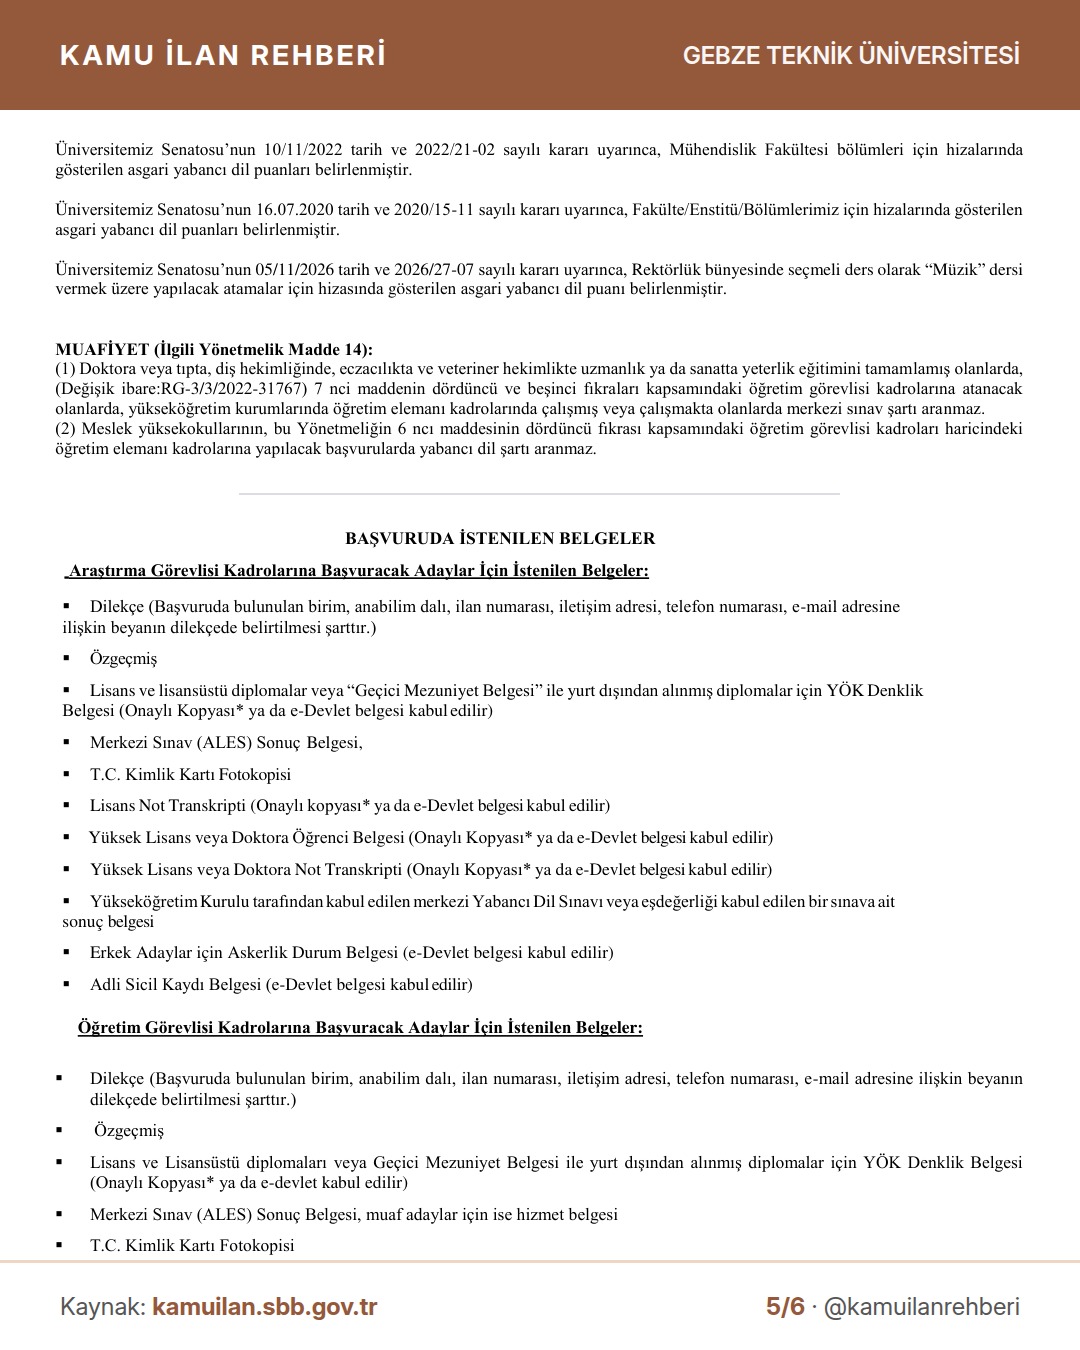 KAMU İLAN REHBERİ
GEBZE TEKNİK ÜNİVERSİTESİ
Üniversitemiz Senatosu’nun 10/11/2022 tarih ve 2022/21-02 sayılı kararı uyarınca, Mühendislik Fakültesi bölümleri için hizalarında
gösterilen asgari yabancı dil puanları belirlenmiştir.
Üniversitemiz Senatosu’nun 16.07.2020 tarih ve 2020/15-11 sayılı kararı uyarınca, Fakülte/Enstitü/Bölümlerimiz için hizalarında gösterilen
asgari yabancı dil puanları belirlenmiştir.
Üniversitemiz Senatosu’nun 05/11/2026 tarih ve 2026/27-07 sayılı kararı uyarınca, Rektörlük bünyesinde seçmeli ders olarak “Müzik” dersi
vermek üzere yapılacak atamalar için hizasında gösterilen asgari yabancı dil puanı belirlenmiştir.
MUAFİYET (İlgili Yönetmelik Madde 14):
(1) Doktora veya tıpta, diş hekimliğinde, eczacılıkta ve veteriner hekimlikte uzmanlık ya da sanatta yeterlik eğitimini tamamlamış olanlarda,
(Değişik ibare:RG-3/3/2022-31767) 7 nci maddenin dördüncü ve beşinci fıkraları kapsamındaki öğretim görevlisi kadrolarına atanacak
olanlarda, yükseköğretim kurumlarında öğretim elemanı kadrolarında çalışmış veya çalışmakta olanlarda merkezi sınav şartı aranmaz.
(2) Meslek yüksekokullarının, bu Yönetmeliğin 6 ncı maddesinin dördüncü fıkrası kapsamındaki öğretim görevlisi kadroları haricindeki
öğretim elemanı kadrolarına yapılacak başvurularda yabancı dil şartı aranmaz.
BAŞVURUDA İSTENİLEN BELGELER
Araştırma Görevlisi Kadrolarına Başvuracak Adaylar İçin İstenilen Belgeler:
▪ Dilekçe (Başvuruda bulunulan birim, anabilim dalı, ilan numarası, iletişim adresi, telefon numarası, e-mail adresine
ilişkin beyanın dilekçede belirtilmesi şarttır.)
▪ Özgeçmiş
▪ Lisans ve lisansüstü diplomalar veya “Geçici Mezuniyet Belgesi” ile yurt dışından alınmış diplomalar için YÖK Denklik
Belgesi (Onaylı Kopyası* ya da e-Devlet belgesi kabul edilir)
▪ Merkezi Sınav (ALES) Sonuç Belgesi,
▪ T.C. Kimlik Kartı Fotokopisi
▪ Lisans Not Transkripti (Onaylı kopyası* ya da e-Devlet belgesi kabul edilir)
▪ Yüksek Lisans veya Doktora Öğrenci Belgesi (Onaylı Kopyası* ya da e-Devlet belgesi kabul edilir)
▪ Yüksek Lisans veya Doktora Not Transkripti (Onaylı Kopyası* ya da e-Devlet belgesi kabul edilir)
▪ Yükseköğretim Kurulu tarafından kabul edilen merkezi Yabancı Dil Sınavı veya eşdeğerliği kabul edilen bir sınava ait
sonuç belgesi
▪ Erkek Adaylar için Askerlik Durum Belgesi (e-Devlet belgesi kabul edilir)
▪ Adli Sicil Kaydı Belgesi (e-Devlet belgesi kabul edilir)
Öğretim Görevlisi Kadrolarına Başvuracak Adaylar İçin İstenilen Belgeler:
▪ Dilekçe (Başvuruda bulunulan birim, anabilim dalı, ilan numarası, iletişim adresi, telefon numarası, e-mail adresine ilişkin beyanın
dilekçede belirtilmesi şarttır.)
▪ Özgeçmiş
▪ Lisans ve Lisansüstü diplomaları veya Geçici Mezuniyet Belgesi ile yurt dışından alınmış diplomalar için YÖK Denklik Belgesi
(Onaylı Kopyası* ya da e-devlet kabul edilir)
▪ Merkezi Sınav (ALES) Sonuç Belgesi, muaf adaylar için ise hizmet belgesi
▪ T.C. Kimlik Kartı Fotokopisi
Kaynak: kamuilan.sbb.gov.tr
5/6 · @kamuilanrehberi